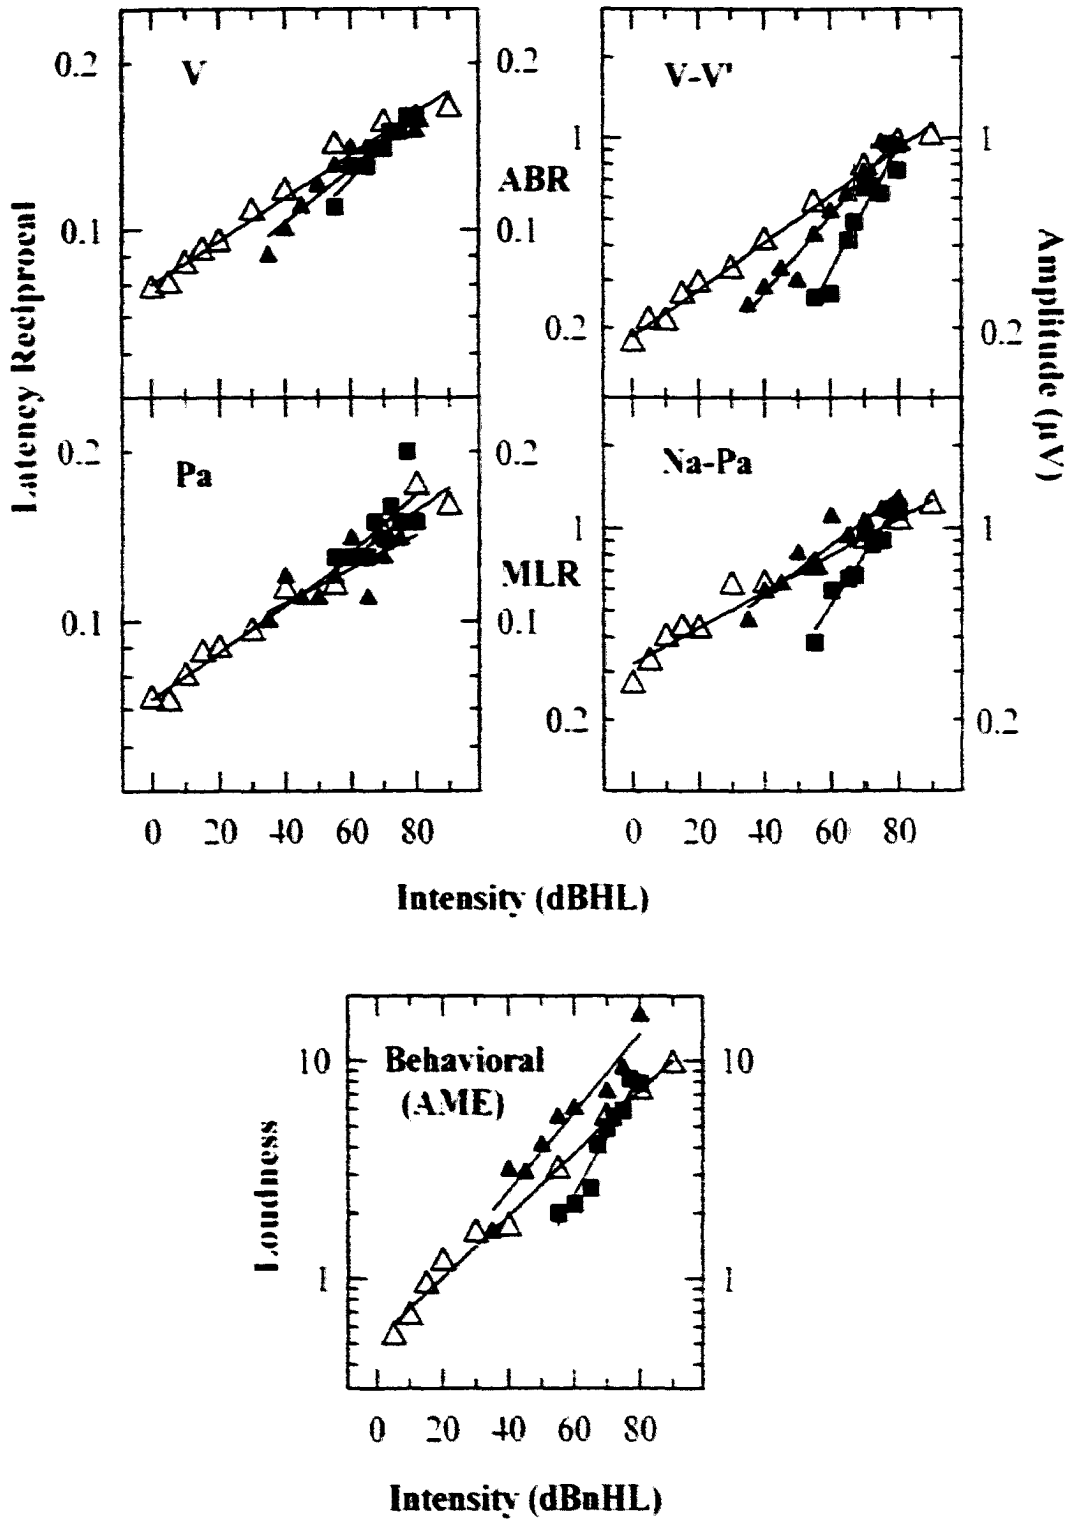 0.2
V
0.2
V-V'
1
1
ABR
0.1
0.1
0.2
0.2
Latency Reciprocal
Amplitude (µV)
0.2
Pa
0.2
Na-Pa
1
1
MLR
0.1
0.1
0.2
0.2
0 20 40 60 80
0 20 40 60 80
Intensity (dBHL)
10
Behavioral
(AME)
10
Loudness
1
1
0 20 40 60 80
Intensity (dBnHL)